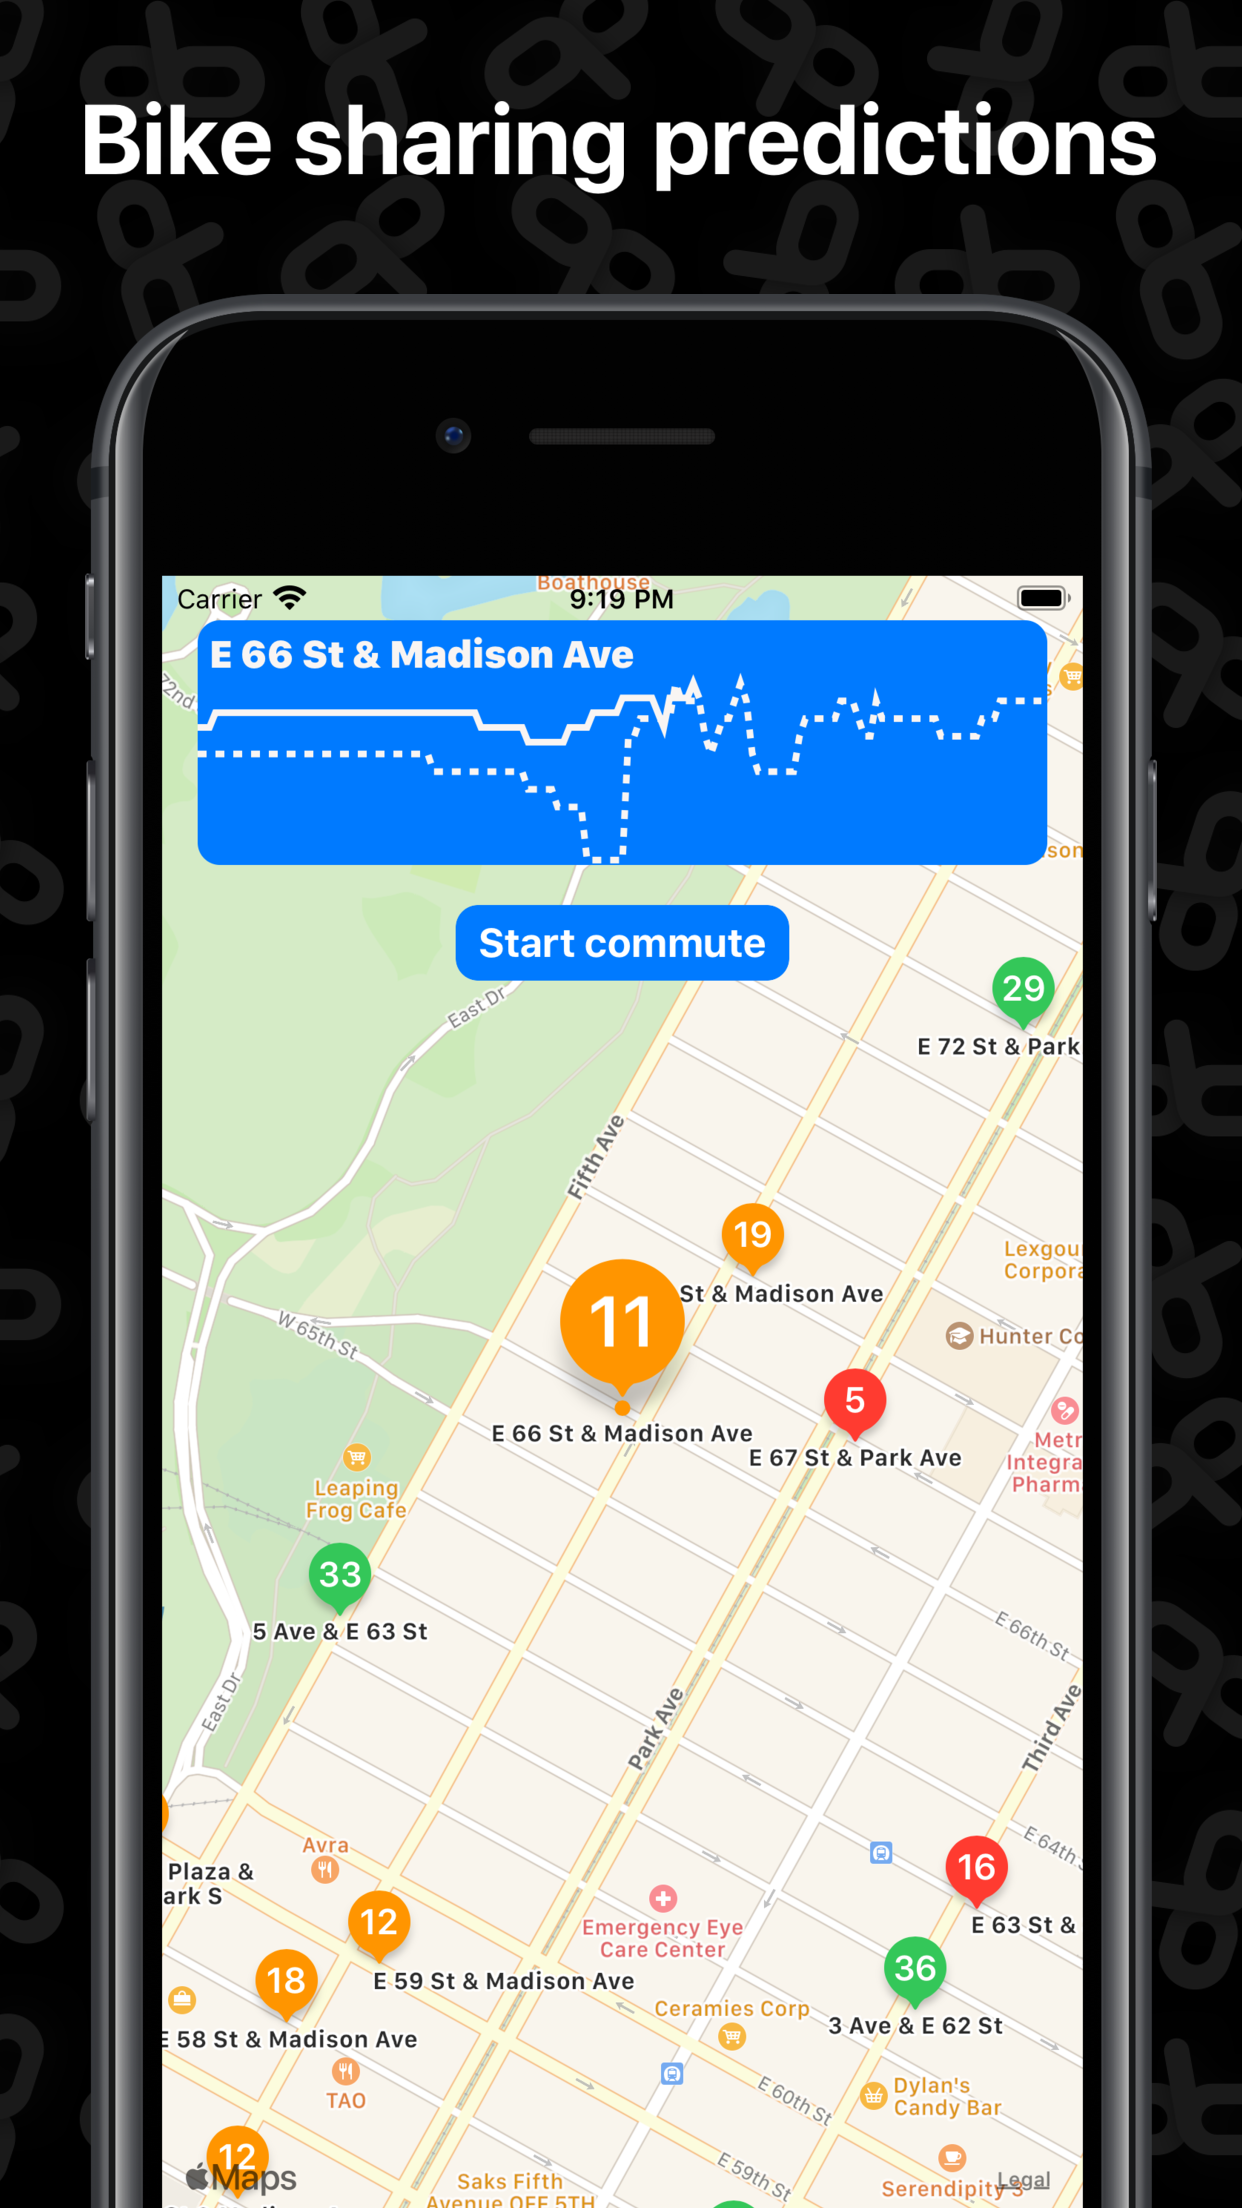 Bike sharing predictions
Boathouse
Carrier
9:19 PM
E 66 St & Madison Ave
72nd
son
Start commute
29
E 72 St & Park
East Dr
Fifth Ave
19
St & Madison Ave
Lexgou
Corpora
11
W 65th St
Hunter Co
5
E 66 St & Madison Ave
E 67 St & Park Ave
Metr
Integra
Pharma
Leaping
Frog Cafe
33
5 Ave & E 63 St
E 66th St
East Dr
Park Ave
Third Ave
E 64th
Avra
16
Plaza &
ark S
12
Emergency Eye
Care Center
E 63 St &
18
36
E 59 St & Madison Ave
Ceramies Corp
3 Ave & E 62 St
E 58 St & Madison Ave
TAO
E 60th St
Dylan's
Candy Bar
12
Maps
E 59th St
Saks Fifth
Avenue OFF 5TH
Serendipity 3
Legal